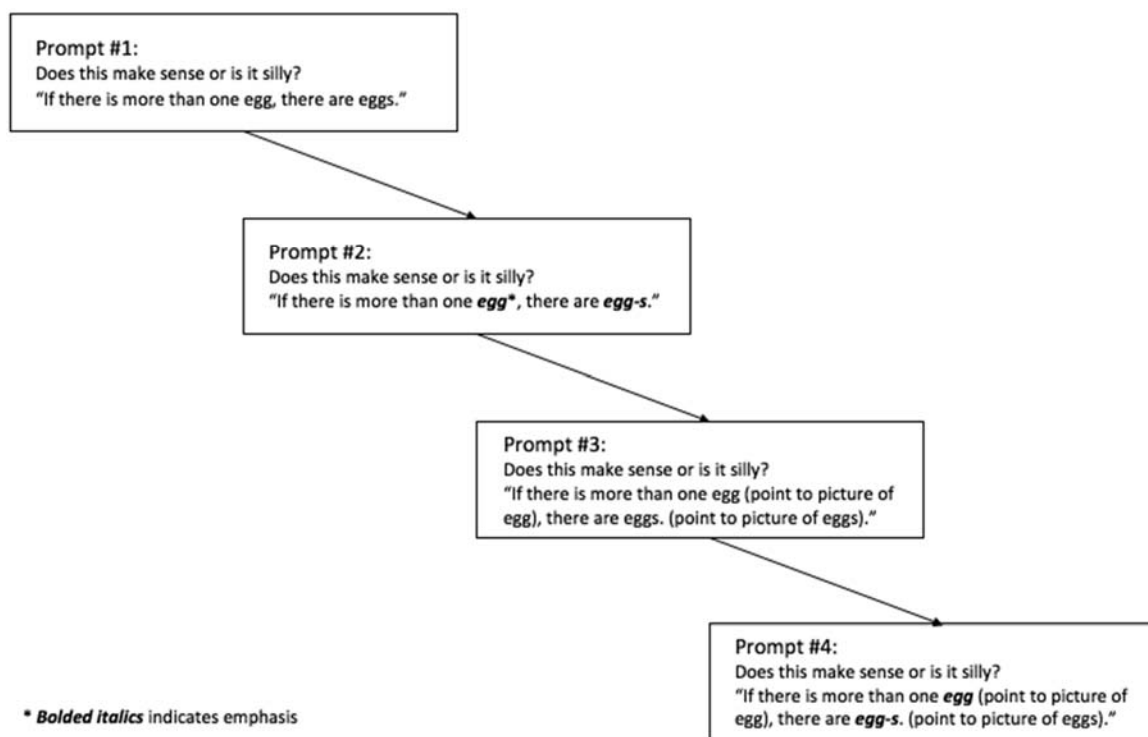 Prompt #1:
Does this make sense or is it silly?
“If there is more than one egg, there are eggs.”
Prompt #2:
Does this make sense or is it silly?
“If there is more than one egg*, there are egg-s.”
Prompt #3:
Does this make sense or is it silly?
“If there is more than one egg (point to picture of
egg), there are eggs. (point to picture of eggs).”
Prompt #4:
Does this make sense or is it silly?
“If there is more than one egg (point to picture of
egg), there are egg-s. (point to picture of eggs).”
* Bolded italics indicates emphasis